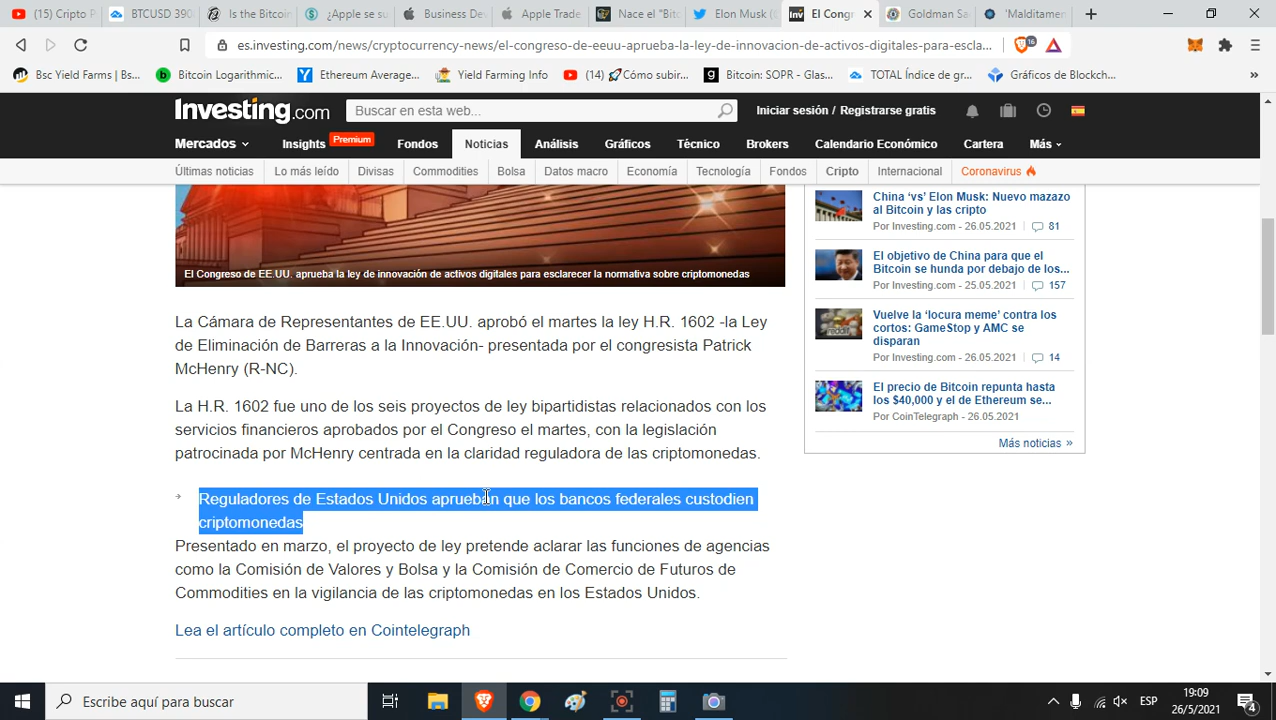 (15) Cripto P
BTCUSD 390
Is the Bitcoin
¿Apple se su
Business De
Apple Trade
Nace el "Bit
Elon Musk (
El Cong
Goldman Sa
'Malditamen
es.investing.com/news/cryptocurrency-news/el-congreso-de-eeuu-aprueba-la-ley-de-innovación-de-activos-digitales-para-escla...
16
Bsc Yield Farms | Bs...
Bitcoin Logarithmic...
Ethereum Average...
Yield Farming Info
(14) 🚀Cómo subir...
Bitcoin: SOPR - Glas...
TOTAL Índice de gr...
Gráficos de Blockch...
»
Investing.com
Buscar en esta web...
Iniciar sesión / Registrarse gratis
Mercados
Insights
Premium
Fondos
Noticias
Análisis
Gráficos
Técnico
Brokers
Calendario Económico
Cartera
Más
Últimas noticias
Lo más leído
Divisas
Commodities
Bolsa
Datos macro
Economía
Tecnología
Fondos
Cripto
Internacional
Coronavirus
El Congreso de EE.UU. aprueba la ley de innovación de activos digitales para esclarecer la normativa sobre criptomonedas
La Cámara de Representantes de EE.UU. aprobó el martes la ley H.R. 1602 -la Ley
de Eliminación de Barreras a la Innovación- presentada por el congresista Patrick
McHenry (R-NC).
La H.R. 1602 fue uno de los seis proyectos de ley bipartidistas relacionados con los
servicios financieros aprobados por el Congreso el martes, con la legislación
patrocinada por McHenry centrada en la claridad reguladora de las criptomonedas.
Reguladores de Estados Unidos aprueban que los bancos federales custodien
criptomonedas
Presentado en marzo, el proyecto de ley pretende aclarar las funciones de agencias
como la Comisión de Valores y Bolsa y la Comisión de Comercio de Futuros de
Commodities en la vigilancia de las criptomonedas en los Estados Unidos.
Lea el artículo completo en Cointelegraph
China 'vs' Elon Musk: Nuevo mazazo
al Bitcoin y las cripto
Por Investing.com - 26.05.2021 | 81
El objetivo de China para que el
Bitcoin se hunda por debajo de los...
Por Investing.com - 25.05.2021 | 157
Vuelve la 'locura meme' contra los
cortos: GameStop y AMC se
disparan
Por Investing.com - 26.05.2021 | 14
El precio de Bitcoin repunta hasta
los $40,000 y el de Ethereum se...
Por CoinTelegraph - 26.05.2021
Más noticias »
Escribe aquí para buscar
ESP
19:09
26/5/2021
4